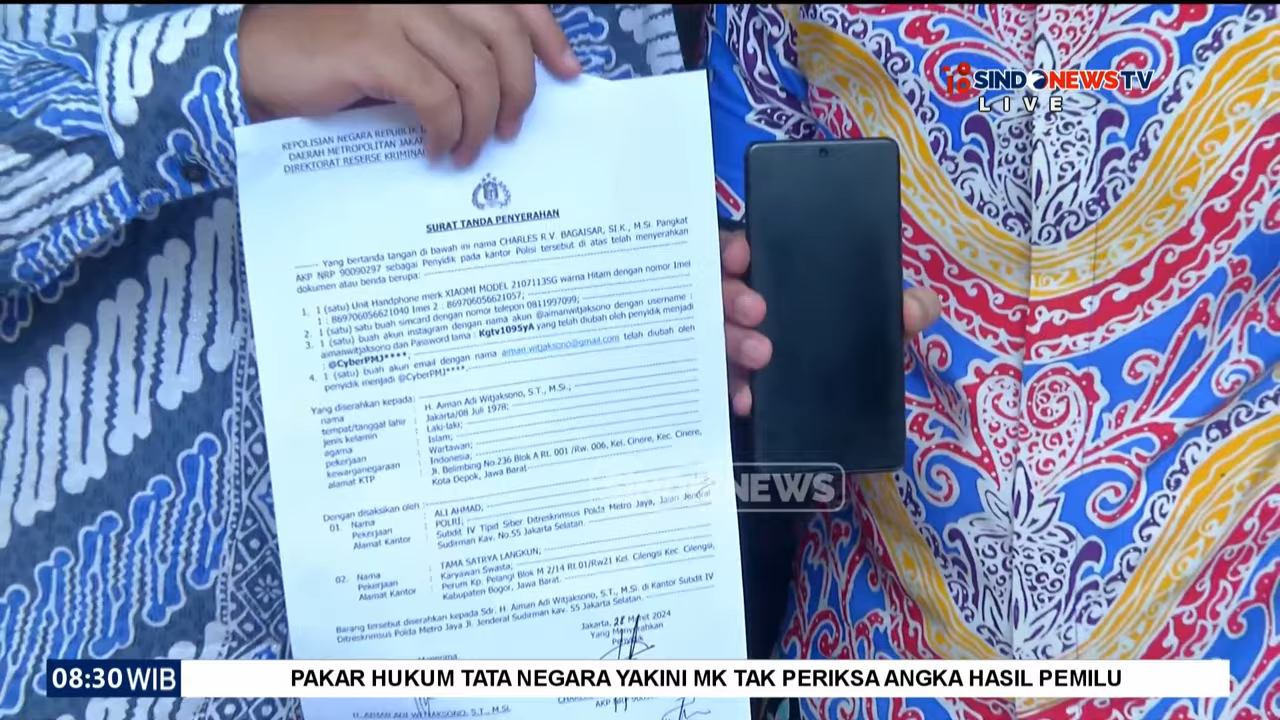 SINDONEWSTV
LIVE
KEPOLISIAN NEGARA REPUBLIK
DAERAH METROPOLITAN JAKA
DIREKTORAT RESERSE KRIMINA
SURAT TANDA PENYERAHAN
Yang bertanda tangan di bawah ini nama CHARLES R.V. BAGAISAR, SI.K., M.Si. Pangkat
AKP NRP 90090297 sebagai Penyidik pada kantor Polisi tersebut di atas telah menyerahkan
dokumen atau benda berupa:
1. 1 (satu) Unit Handphone merk XIAOMI MODEL 2107113SG warna Hitam dengan nomor Imei
1 : 869706056621040 Imei 2 : 869706056621057;
2. 1 (satu) satu buah simcard dengan nomor telepon 0811997099;
3. 1 (satu) buah akun instagram dengan nama akun @aimanwitjaksono dengan username :
aimanwitjaksono dan Password lama : Kgtv1095yA yang telah diubah oleh penyidik menjadi
: @CyberPMJ****;
4. 1 (satu) buah akun email dengan nama aiman.witjaksono@gmail.com telah diubah oleh
penyidik menjadi @CyberPMJ****.
Yang diserahkan kepada:
nama : H. Aiman Adi Witjaksono, S.T., M.Si.;
tempat/tanggal lahir : Jakarta/08 Juli 1978;
jenis kelamin : Laki-laki;
agama : Islam;
pekerjaan : Wartawan;
kewarganegaraan : Indonesia;
alamat KTP : Jl. Belimbing No.236 Blok A Rt. 001 /Rw. 006, Kel. Cinere, Kec. Cinere,
Kota Depok, Jawa Barat
Dengan disaksikan oleh :
01. Nama : ALI AHMAD;
Pekerjaan : POLRI;
Alamat Kantor : Subdit IV Tipid Siber Ditreskrimsus Polda Metro Jaya, Jalan Jenderal
Sudirman Kav. No.55 Jakarta Selatan.
02. Nama : TAMA SATRYA LANGKUN;
Pekerjaan : Karyawan Swasta;
Alamat Kantor : Perum Kp. Pelangi Blok M 2/14 Rt.01/Rw21 Kel. Cilengsi Kec. Cilengsi,
Kabupaten Bogor, Jawa Barat.
Barang tersebut diserahkan kepada Sdr. H. Aiman Adi Witjaksono, S.T., M.Si. di Kantor Subdit IV
Ditreskrimsus Polda Metro Jaya Jl. Jenderal Sudirman kav. 55 Jakarta Selatan.
Jakarta, 28 Maret 2024
Yang Menyerahkan
NEWS
08:30 WIB
PAKAR HUKUM TATA NEGARA YAKINI MK TAK PERIKSA ANGKA HASIL PEMILU
H. AIMAN ADI WITJAKSONO, S.T., M.Si.